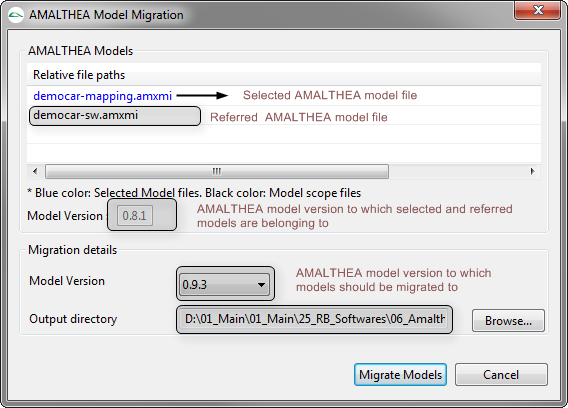 AMALTHEA Model Migration
AMALTHEA Models
Relative file paths
democar-mapping.amxmi Selected AMALTHEA model file
democar-sw.amxmi Referred AMALTHEA model file
* Blue color: Selected Model files. Black color: Model scope files
Model Version : 0.8.1 AMALTHEA model version to which selected and referred
models are belonging to
Migration details
Model Version 0.9.3 AMALTHEA model version to which
models should be migrated to
Output directory D:\01_Main\01_Main\25_RB_Softwares\06_Amalth Browse...
Migrate Models Cancel